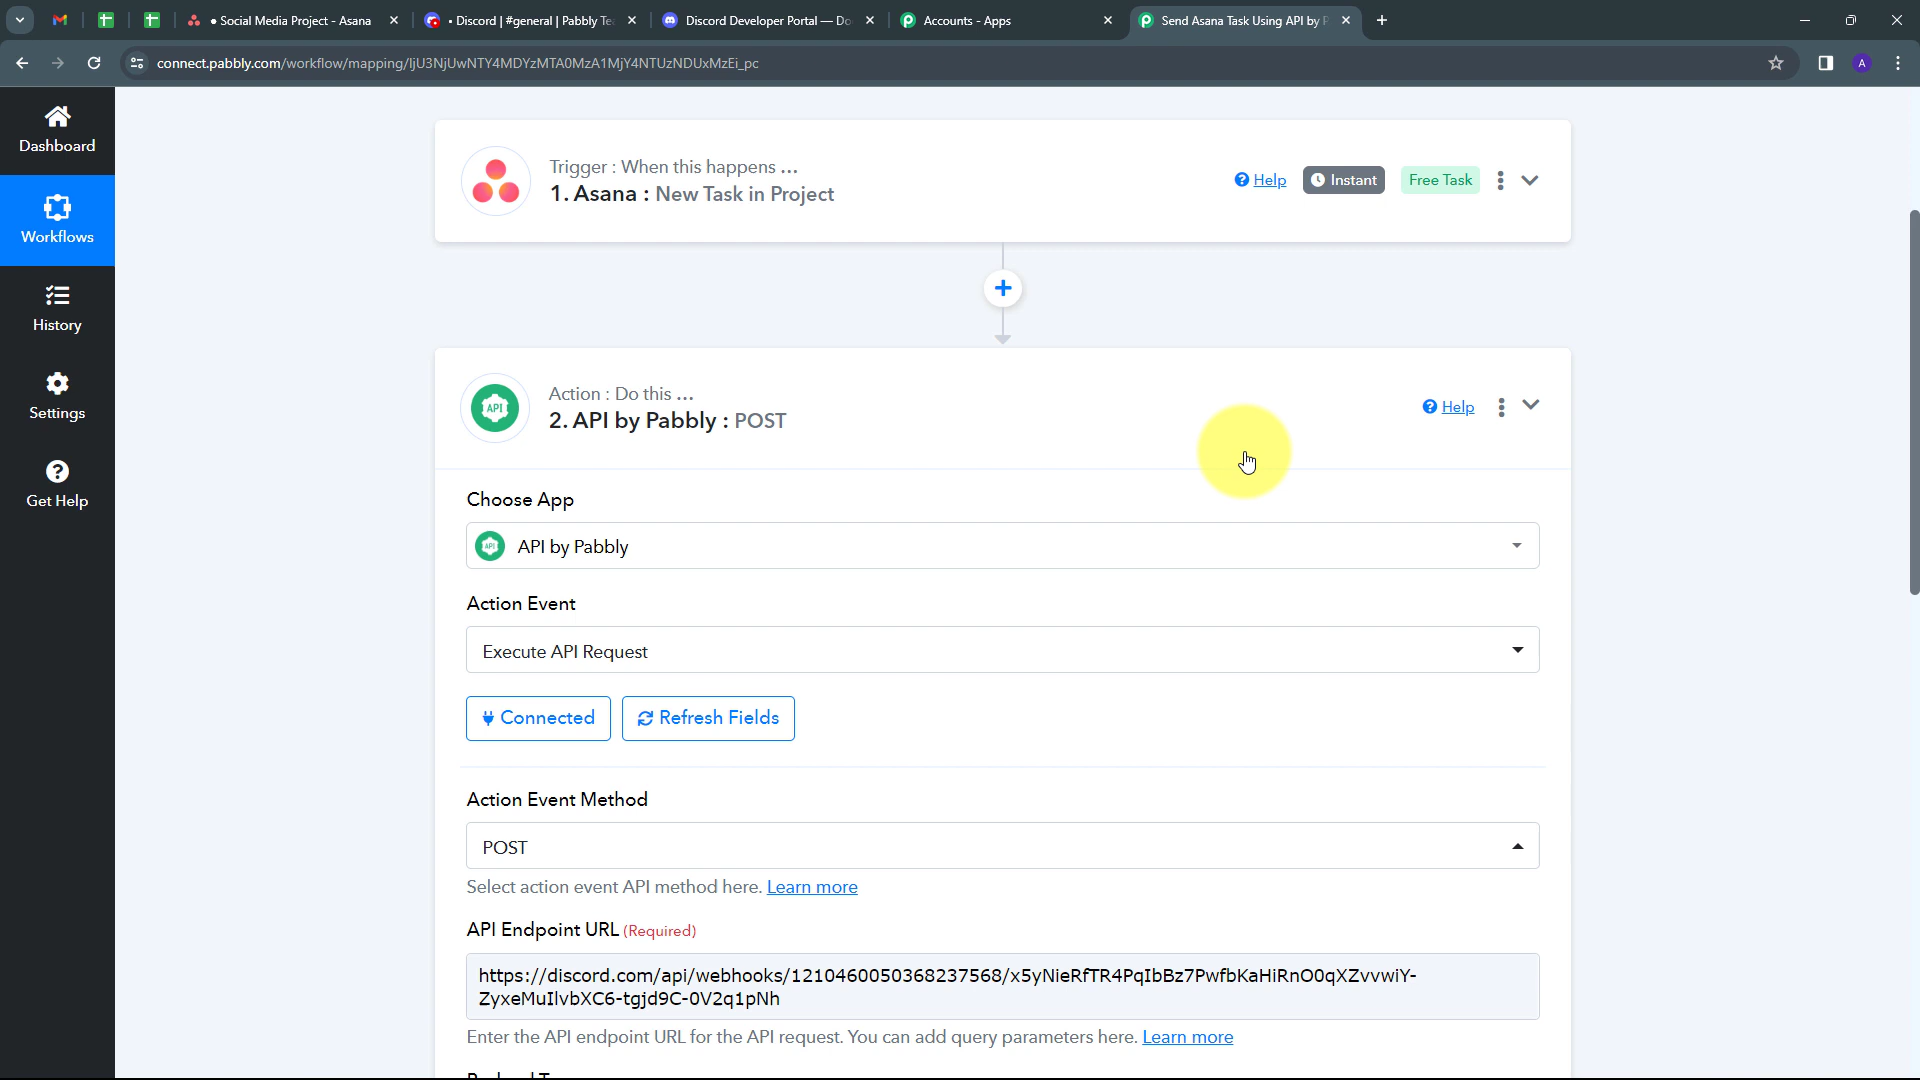 • Social Media Project - Asana
• Discord | #general | Pabbly Te
Discord Developer Portal — Do
Accounts - Apps
Send Asana Task Using API by P
connect.pabbly.com/workflow/mapping/IjU3NjUwNTY4MDYzMTA0MzA1MjY4NTUzNDUxMzEi_pc
A
Dashboard
Workflows
History
Settings
Get Help
Trigger : When this happens ...
1. Asana : New Task in Project
Help
Instant
Free Task
API
Action : Do this ...
2. API by Pabbly : POST
Help
Choose App
API
API by Pabbly
Action Event
Execute API Request
Connected
Refresh Fields
Action Event Method
POST
Select action event API method here. Learn more
API Endpoint URL (Required)
https://discord.com/api/webhooks/1210460050368237568/x5yNieRfTR4PqIbBz7PwfbKaHiRnO0qXZvvwiY-
ZyxeMuIlvbXC6-tgjd9C-0V2q1pNh
Enter the API endpoint URL for the API request. You can add query parameters here. Learn more